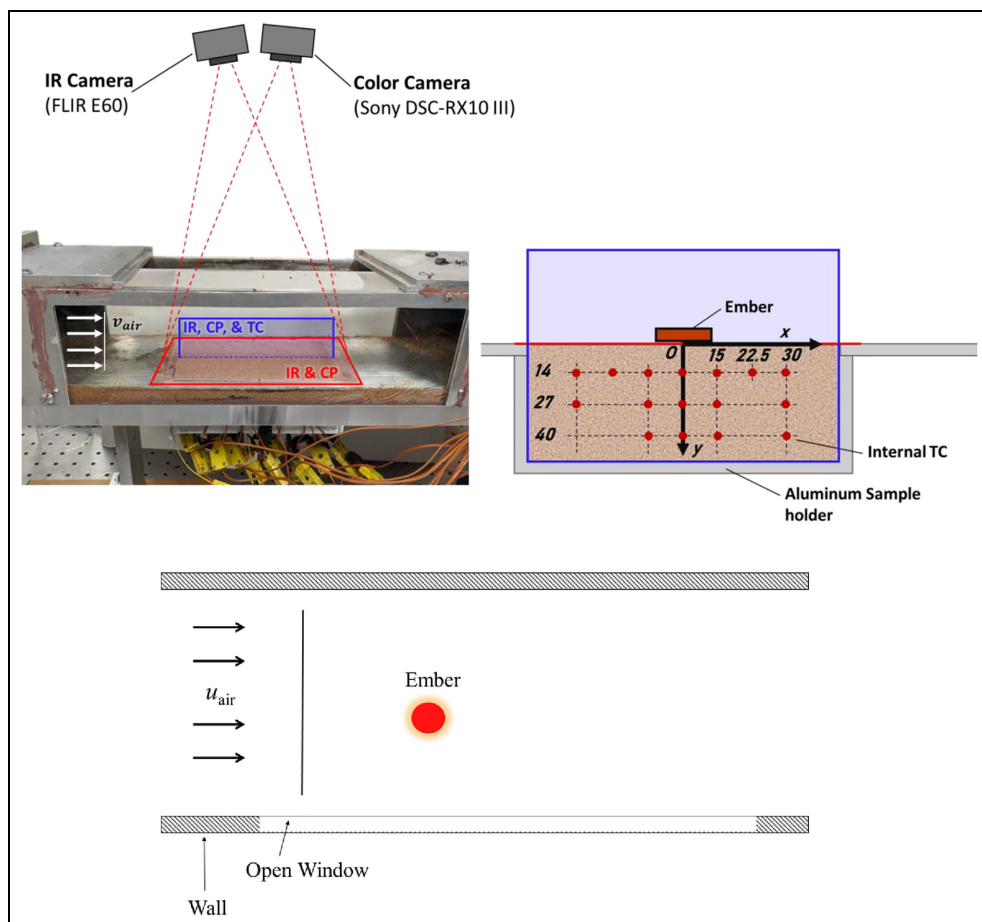 IR Camera
(FLIR E60)
Color Camera
(Sony DSC-RX10 III)
v_air
IR, CP, & TC
IR & CP
Ember
x
O 15 22.5 30
14
27
40
y
Internal TC
Aluminum Sample
holder
u_air
Ember
Open Window
Wall